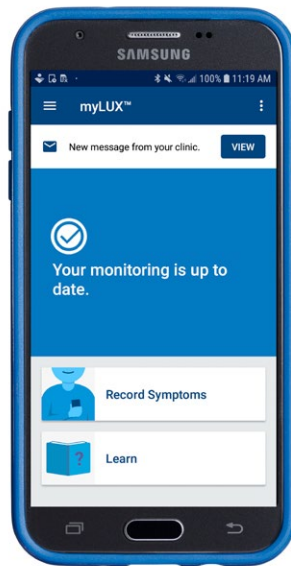 SAMSUNG
100% 11:19 AM
myLUX™
New message from your clinic.
VIEW
Your monitoring is up to
date.
Record Symptoms
?
Learn